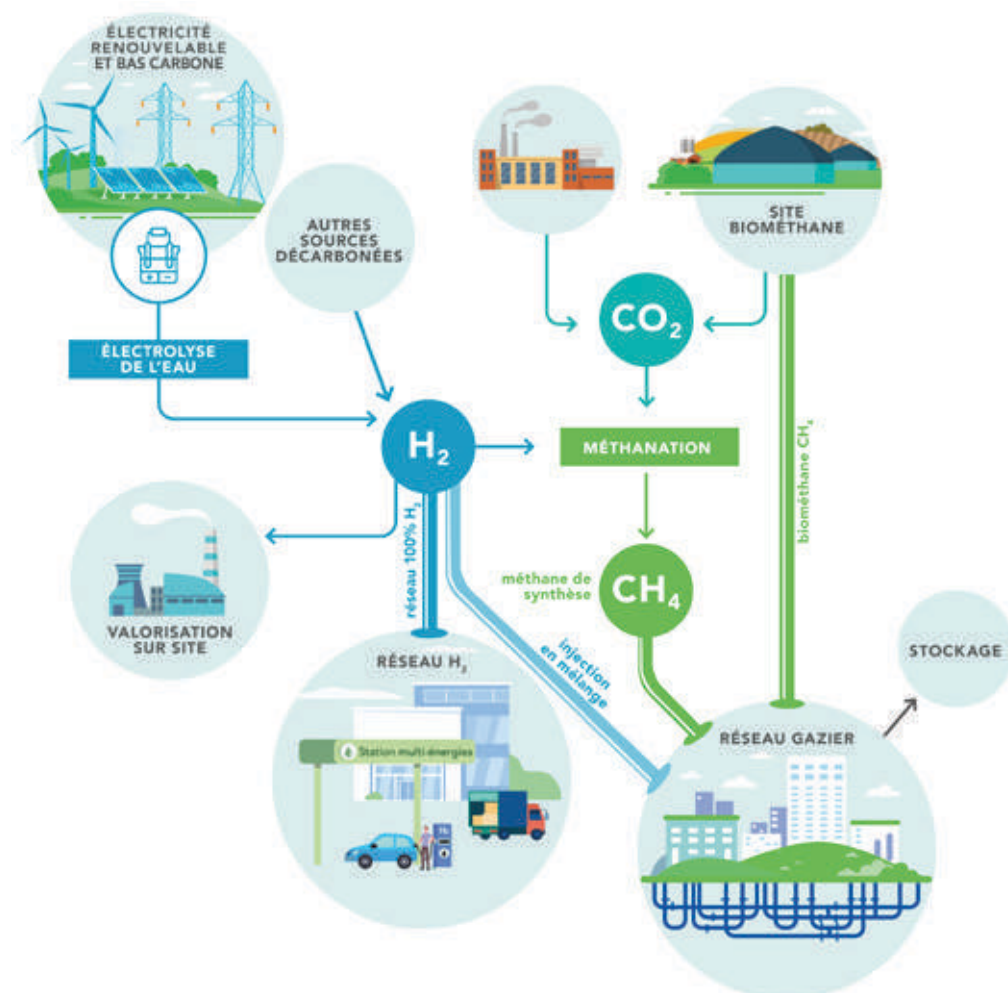 ÉLECTRICITÉ
RENOUVELABLE
ET BAS CARBONE
AUTRES
SOURCES
DÉCARBONÉES
SITE
BIOMÉTHANE
+ −
ÉLECTROLYSE
DE L'EAU
CO₂
H₂
MÉTHANATION
biométhane CH₄
réseau 100% H₂
méthane de
synthèse
CH₄
VALORISATION
SUR SITE
injection
en mélange
STOCKAGE
RÉSEAU H₂
RÉSEAU GAZIER
Station multi-énergies